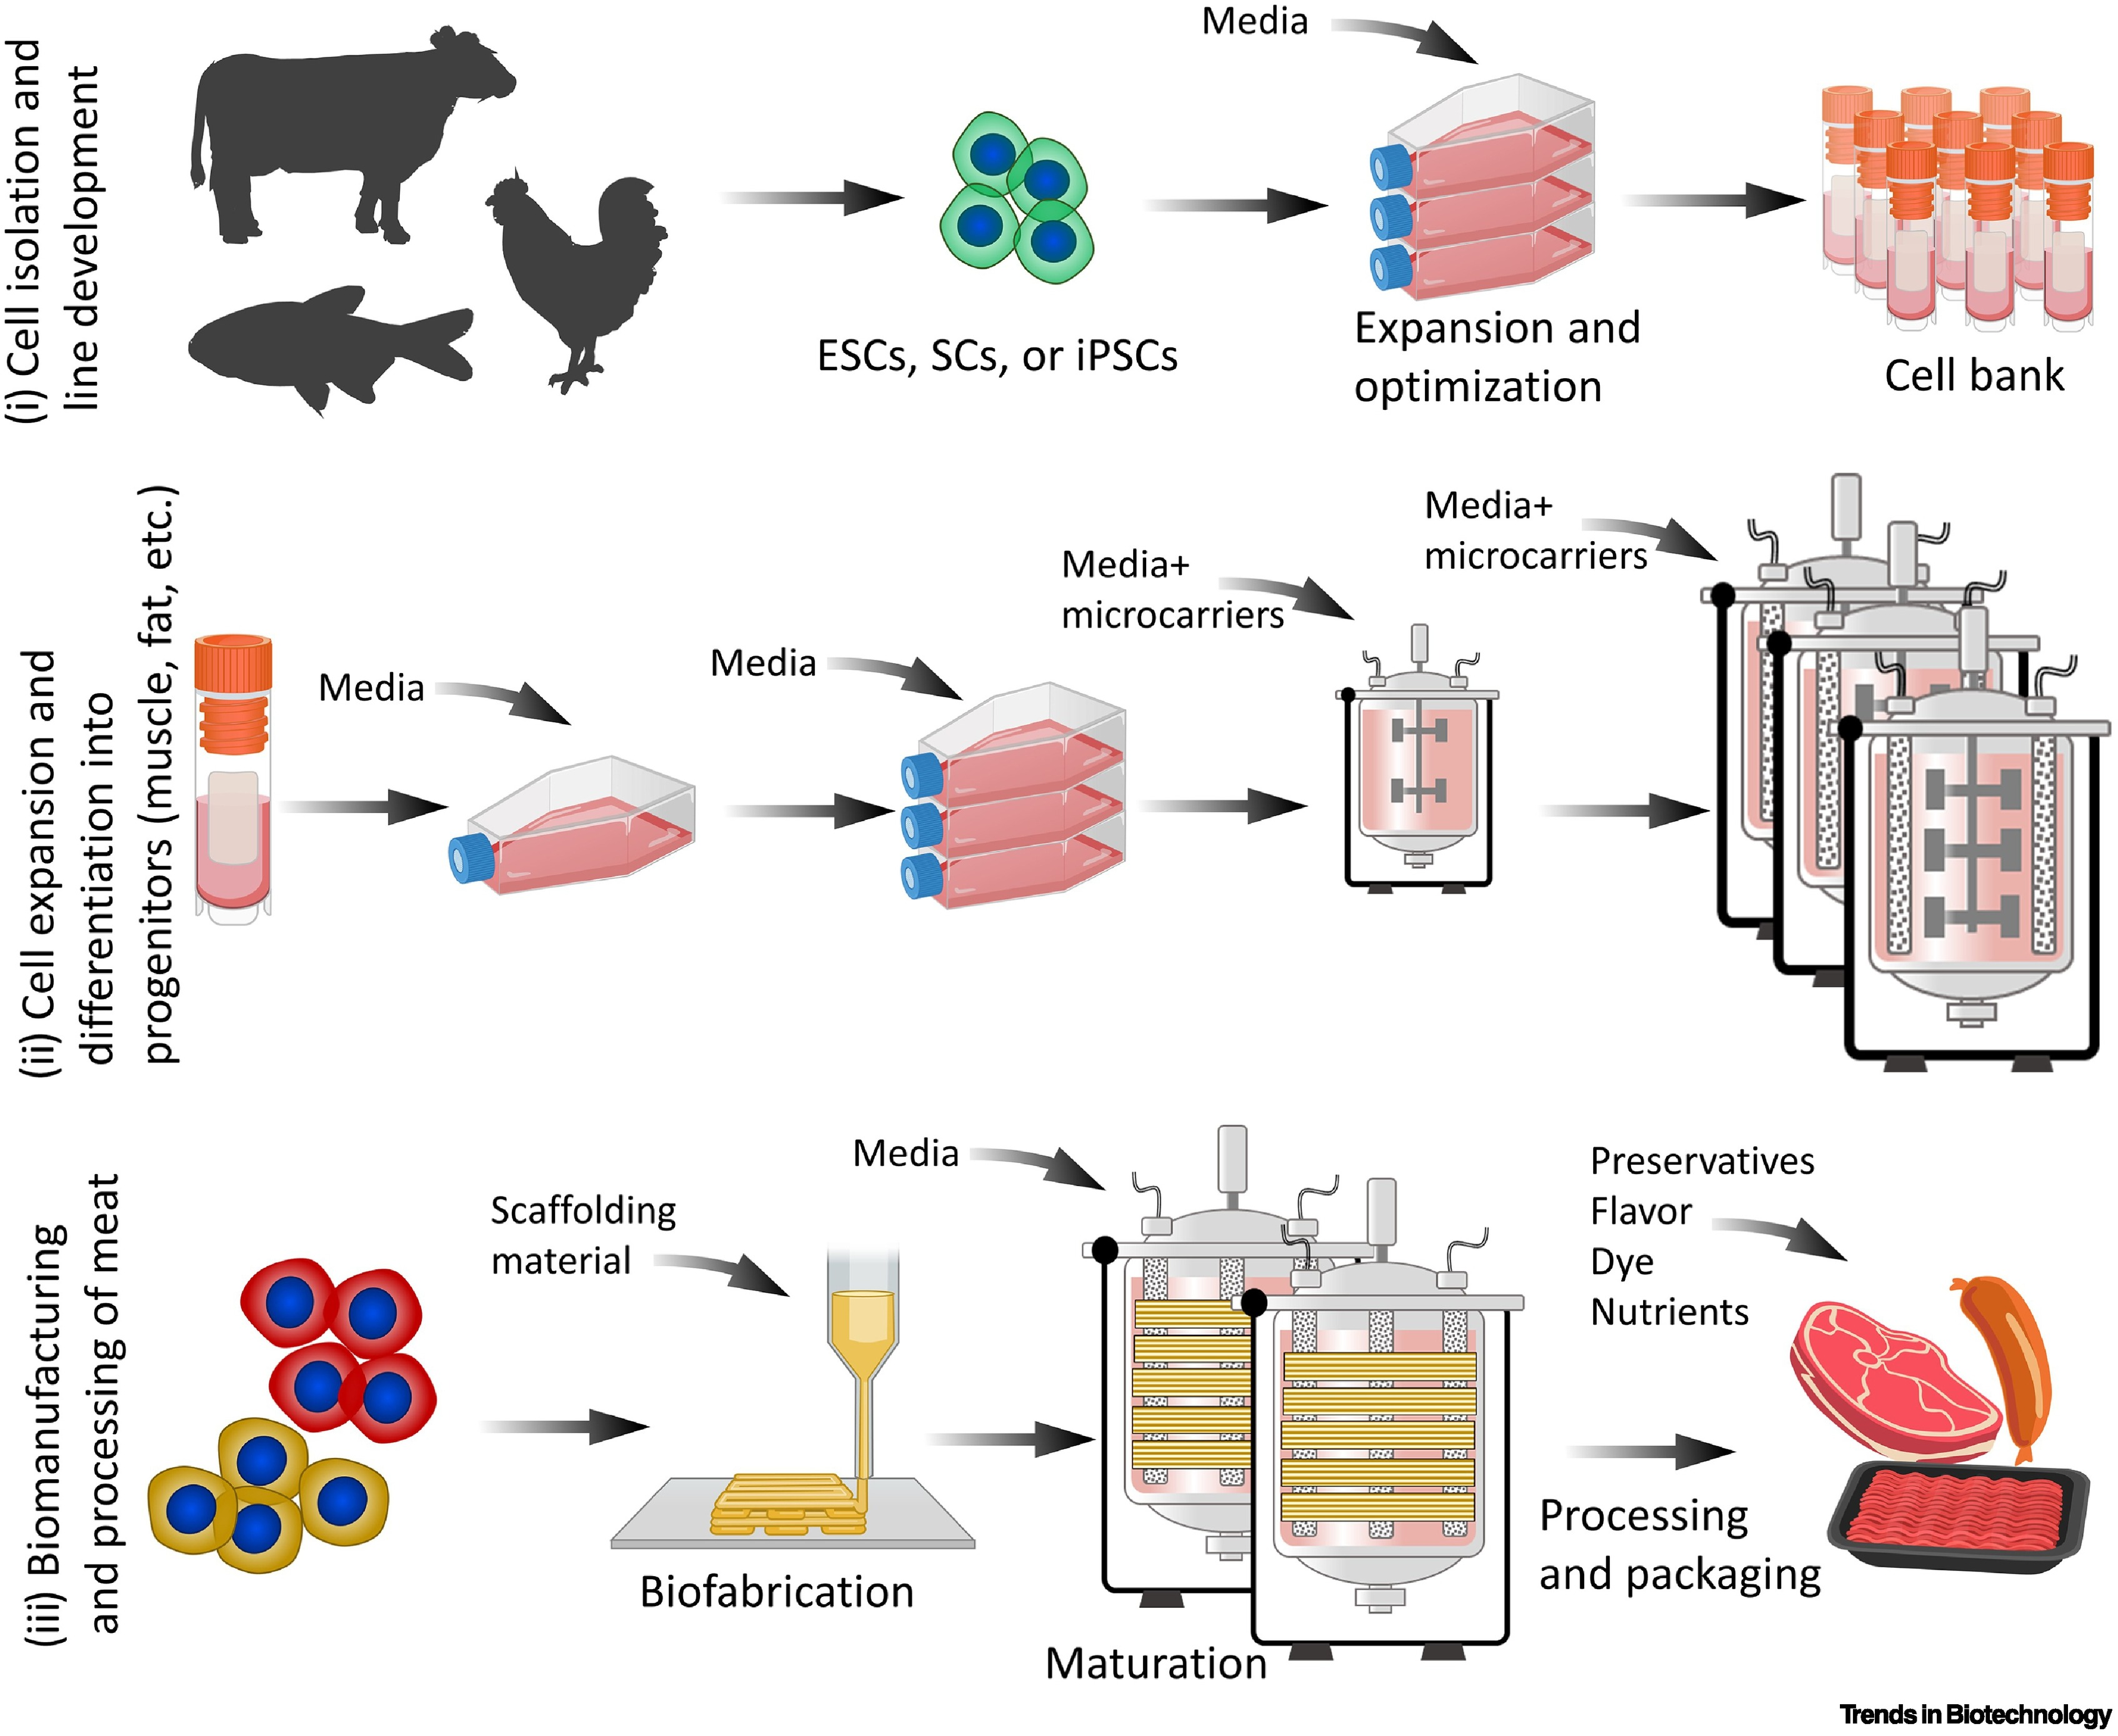 (i) Cell isolation and
line development
Media
ESCs, SCs, or iPSCs
Expansion and
optimization
Cell bank
(ii) Cell expansion and
differentiation into
progenitors (muscle, fat, etc.)
Media
Media
Media+
microcarriers
Media+
microcarriers
(iii) Biomanufacturing
and processing of meat
Scaffolding
material
Biofabrication
Media
Maturation
Preservatives
Flavor
Dye
Nutrients
Processing
and packaging
Trends in Biotechnology